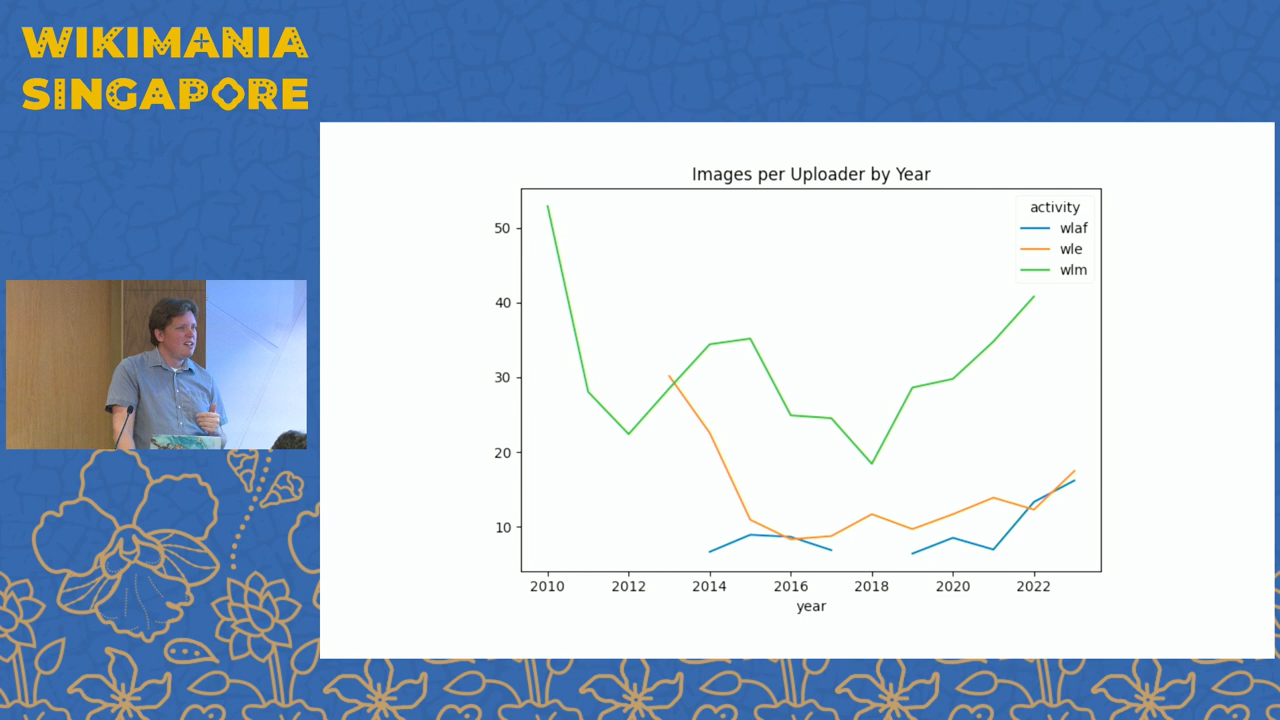 WIKIMANIA
SINGAPORE
Images per Uploader by Year
activity
wlaf
wle
wlm
50
40
30
20
10
2010 2012 2014 2016 2018 2020 2022
year